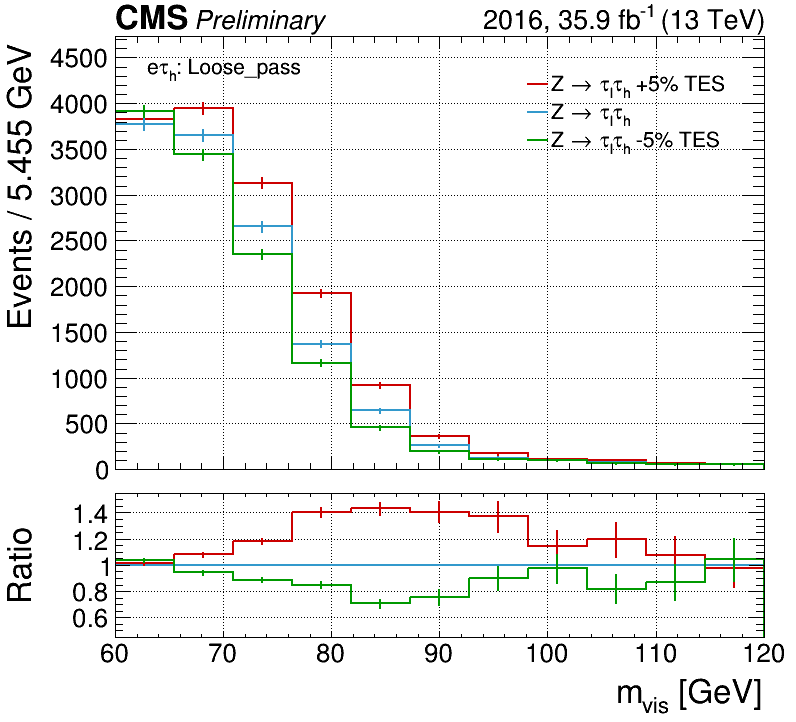 CMS Preliminary 2016, 35.9 fb⁻¹ (13 TeV)
eτₕ: Loose_pass
Z → τₗτₕ +5% TES
Z → τₗτₕ
Z → τₗτₕ -5% TES
Events / 5.455 GeV
4500
4000
3500
3000
2500
2000
1500
1000
500
0
Ratio
1.4
1.2
1
0.8
0.6
60 70 80 90 100 110 120
m_vis [GeV]